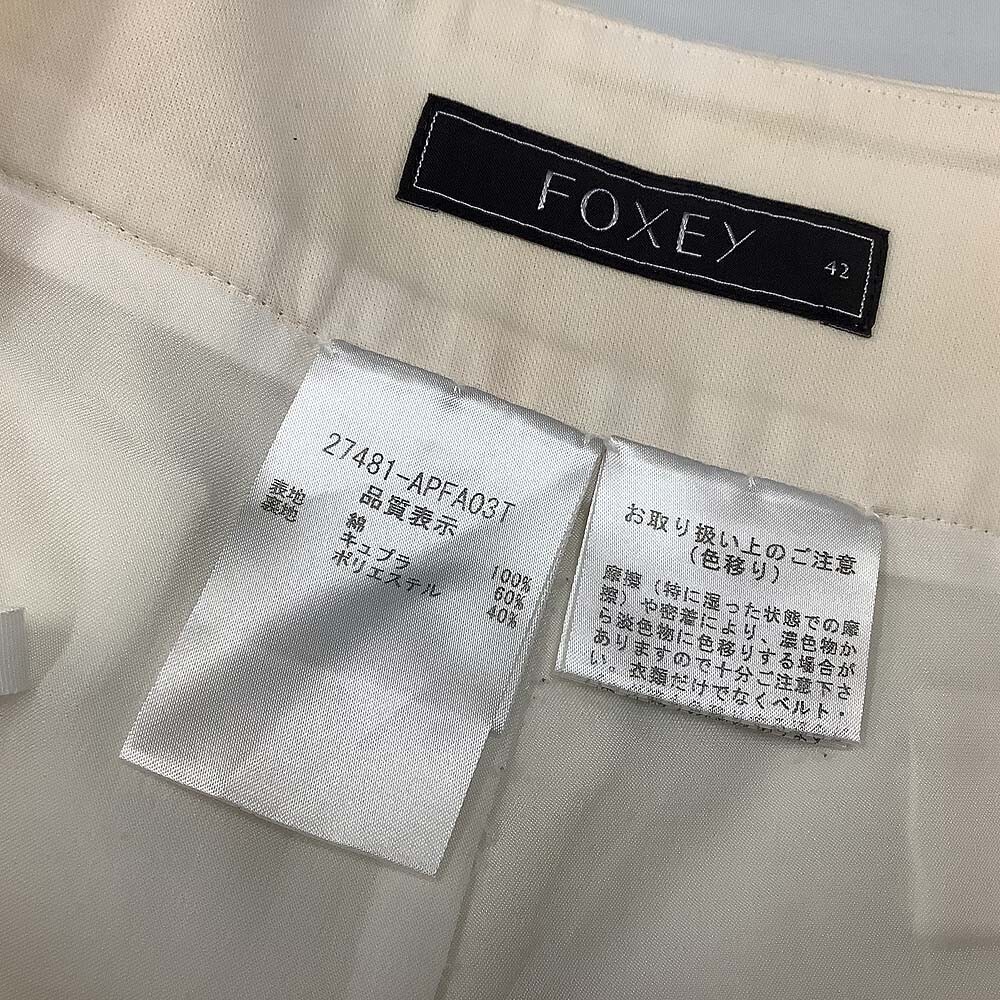 FOXEY
42
27481-APFA03T
品質表示
表地 綿 100%
裏地 キュプラ 60%
ポリエステル 40%
お取り扱い上のご注意
(色移り)
摩擦(特に湿った状態での摩
擦)や密着により、濃色物か
ら淡色物に色移りする場合が
ありますので十分ご注意下さ
い。衣類だけでなくベルト・